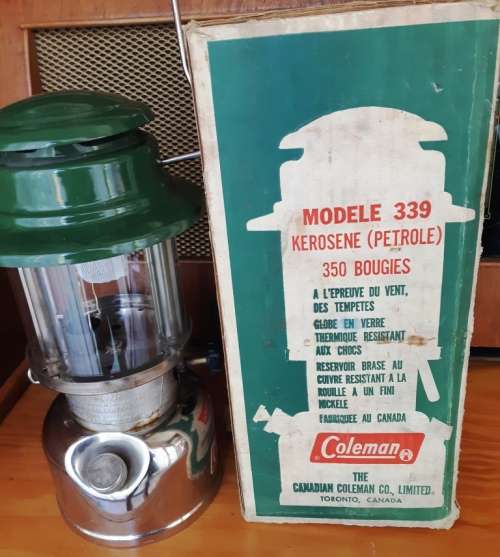 MODELE 339
KEROSENE (PETROLE)
350 BOUGIES
A L'EPREUVE DU VENT,
DES TEMPETES
GLOBE EN VERRE
THERMIQUE RESISTANT
AUX CHOCS
RESERVOIR BRASE AU
CUIVRE RESISTANT A LA
ROUILLE A UN FINI
NICKELE
FABRIQUEE AU CANADA
Coleman
THE
CANADIAN COLEMAN CO., LIMITED.
TORONTO, CANADA